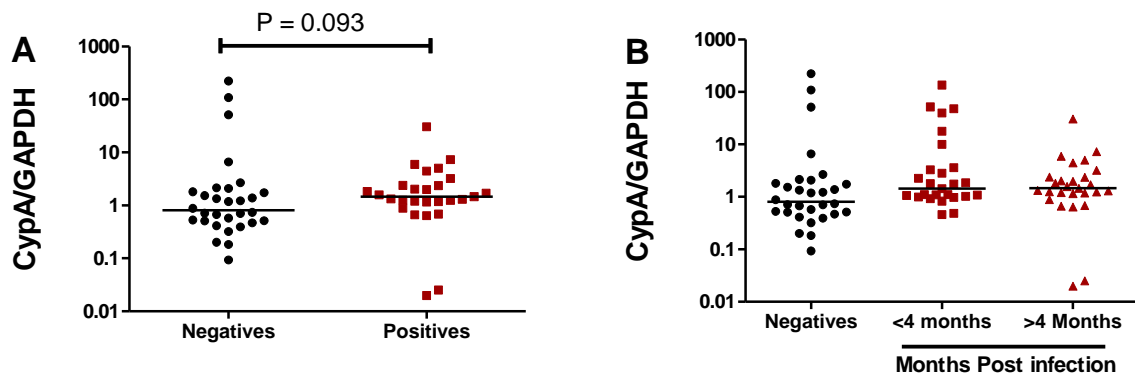 A
P = 0.093
CypA/GAPDH
1000
100
10
1
0.1
0.01
Negatives
Positives
B
CypA/GAPDH
1000
100
10
1
0.1
0.01
Negatives
<4 months
>4 Months
Months Post infection